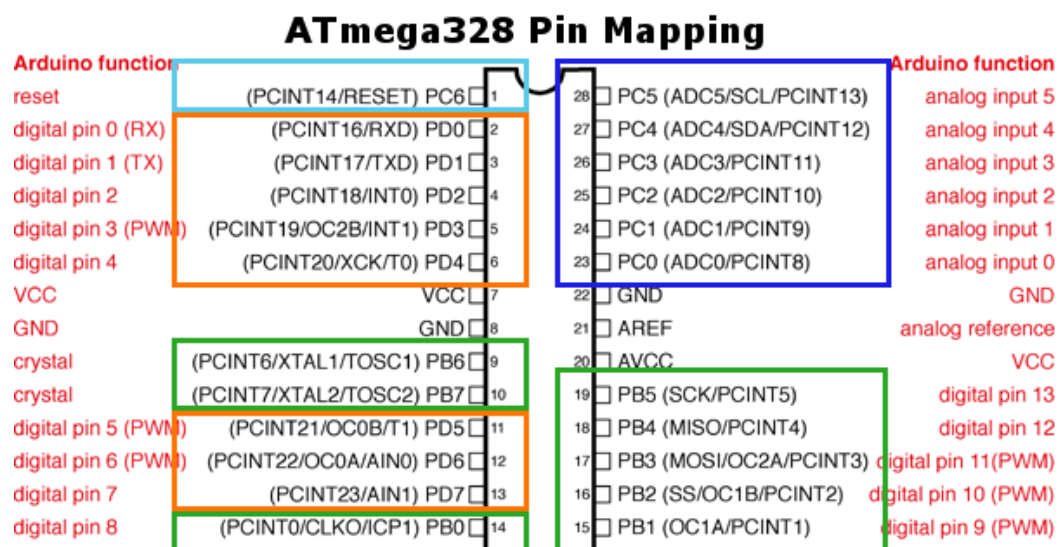 ATmega328 Pin Mapping
Arduino function Arduino function
reset (PCINT14/RESET) PC6 1 28 PC5 (ADC5/SCL/PCINT13) analog input 5
digital pin 0 (RX) (PCINT16/RXD) PD0 2 27 PC4 (ADC4/SDA/PCINT12) analog input 4
digital pin 1 (TX) (PCINT17/TXD) PD1 3 26 PC3 (ADC3/PCINT11) analog input 3
digital pin 2 (PCINT18/INT0) PD2 4 25 PC2 (ADC2/PCINT10) analog input 2
digital pin 3 (PWM) (PCINT19/OC2B/INT1) PD3 5 24 PC1 (ADC1/PCINT9) analog input 1
digital pin 4 (PCINT20/XCK/T0) PD4 6 23 PC0 (ADC0/PCINT8) analog input 0
VCC VCC 7 22 GND GND
GND GND 8 21 AREF analog reference
crystal (PCINT6/XTAL1/TOSC1) PB6 9 20 AVCC VCC
crystal (PCINT7/XTAL2/TOSC2) PB7 10 19 PB5 (SCK/PCINT5) digital pin 13
digital pin 5 (PWM) (PCINT21/OC0B/T1) PD5 11 18 PB4 (MISO/PCINT4) digital pin 12
digital pin 6 (PWM) (PCINT22/OC0A/AIN0) PD6 12 17 PB3 (MOSI/OC2A/PCINT3) digital pin 11(PWM)
digital pin 7 (PCINT23/AIN1) PD7 13 16 PB2 (SS/OC1B/PCINT2) digital pin 10 (PWM)
digital pin 8 (PCINT0/CLKO/ICP1) PB0 14 15 PB1 (OC1A/PCINT1) digital pin 9 (PWM)